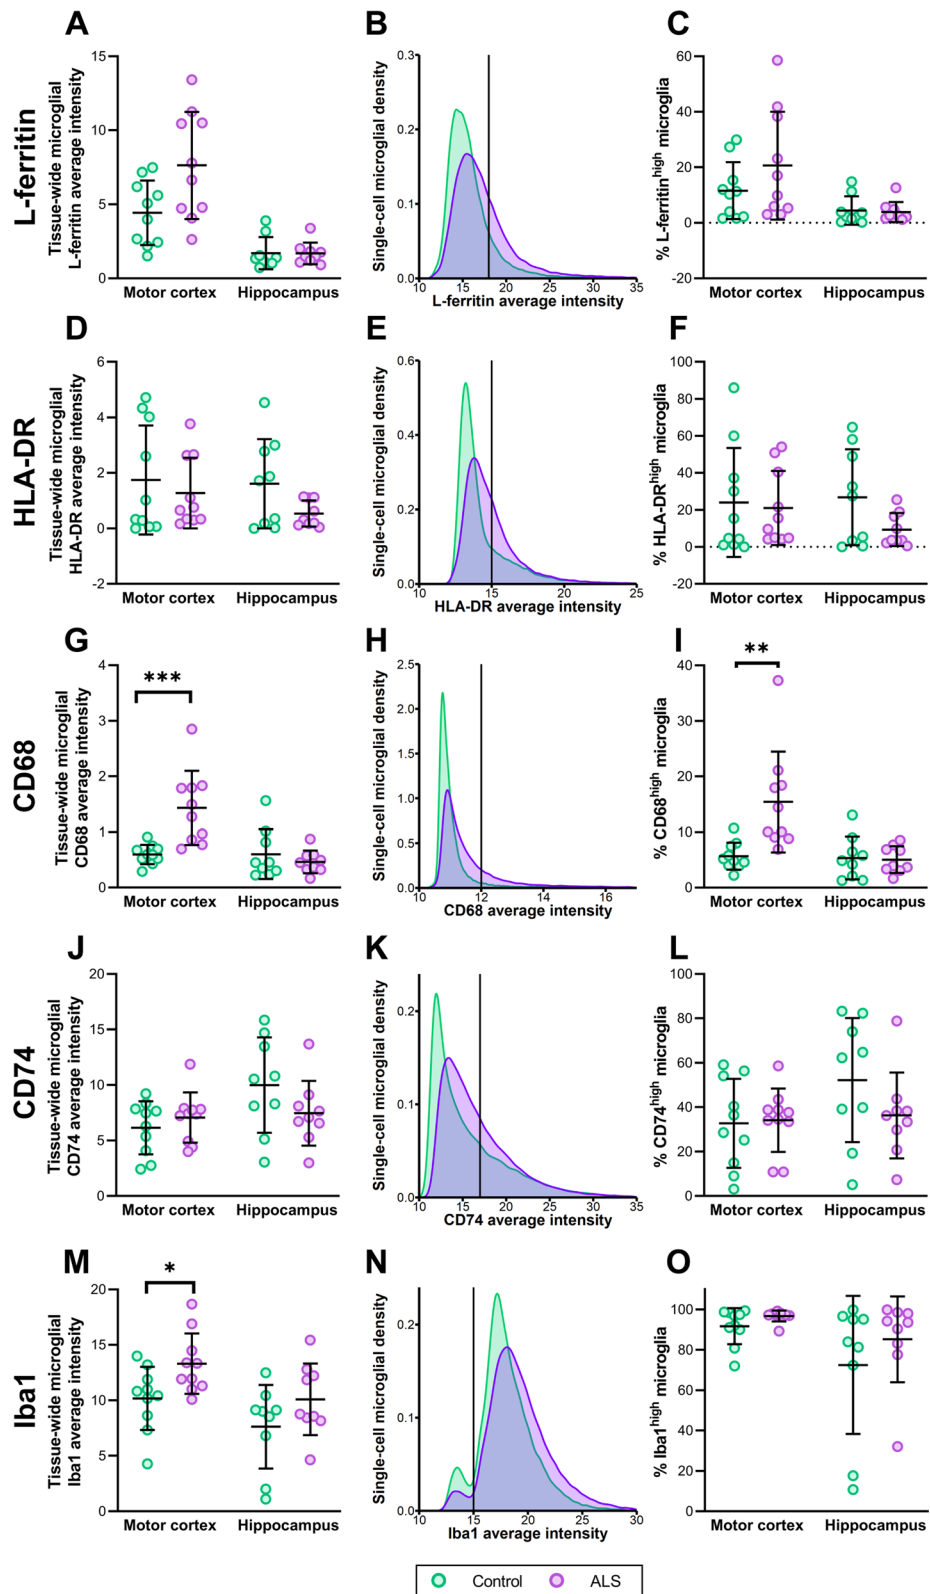 A
B
C
L-ferritin
Tissue-wide microglial
L-ferritin average intensity
15
10
5
0
Motor cortex Hippocampus
Single-cell microglial density
0.3
0.2
0.1
0.0
10 15 20 25 30 35
L-ferritin average intensity
% L-ferritinhigh microglia
60
40
20
0
-20
Motor cortex Hippocampus
D
E
F
HLA-DR
Tissue-wide microglial
HLA-DR average intensity
6
4
2
0
-2
Motor cortex Hippocampus
Single-cell microglial density
0.6
0.4
0.2
0.0
10 15 20 25
HLA-DR average intensity
% HLA-DRhigh microglia
100
80
60
40
20
0
-20
Motor cortex Hippocampus
G
H
I
CD68
Tissue-wide microglial
CD68 average intensity
4
3
2
1
0
***
Motor cortex Hippocampus
Single-cell microglial density
2.5
2.0
1.5
1.0
0.5
0.0
10 12 14 16
CD68 average intensity
% CD68high microglia
40
30
20
10
0
**
Motor cortex Hippocampus
J
K
L
CD74
Tissue-wide microglial
CD74 average intensity
20
15
10
5
0
Motor cortex Hippocampus
Single-cell microglial density
0.2
0.1
0.0
10 15 20 25 30 35
CD74 average intensity
% CD74high microglia
100
80
60
40
20
0
Motor cortex Hippocampus
M
N
O
Iba1
Tissue-wide microglial
Iba1 average intensity
20
15
10
5
0
*
Motor cortex Hippocampus
Single-cell microglial density
0.2
0.1
0.0
10 15 20 25 30
Iba1 average intensity
% Iba1high microglia
100
80
60
40
20
0
Motor cortex Hippocampus
Control ALS